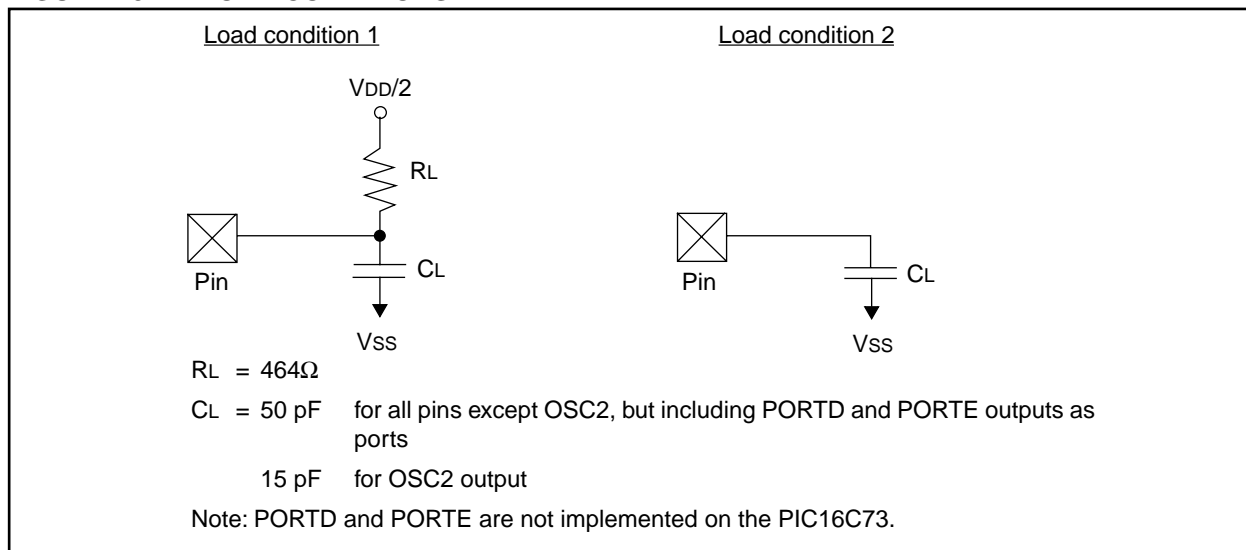 Load condition 1
Load condition 2
VDD/2
RL
Pin
CL
VSS
Pin
CL
VSS
RL = 464Ω
CL = 50 pF for all pins except OSC2, but including PORTD and PORTE outputs as
ports
15 pF for OSC2 output
Note: PORTD and PORTE are not implemented on the PIC16C73.